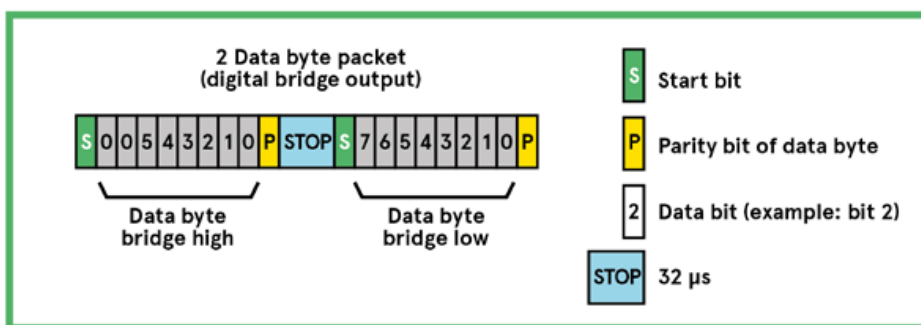 2 Data byte packet
(digital bridge output)
S 0 0 5 4 3 2 1 0 P STOP S 7 6 5 4 3 2 1 0 P
Data byte
bridge high
Data byte
bridge low
S Start bit
P Parity bit of data byte
2 Data bit (example: bit 2)
STOP 32 µs